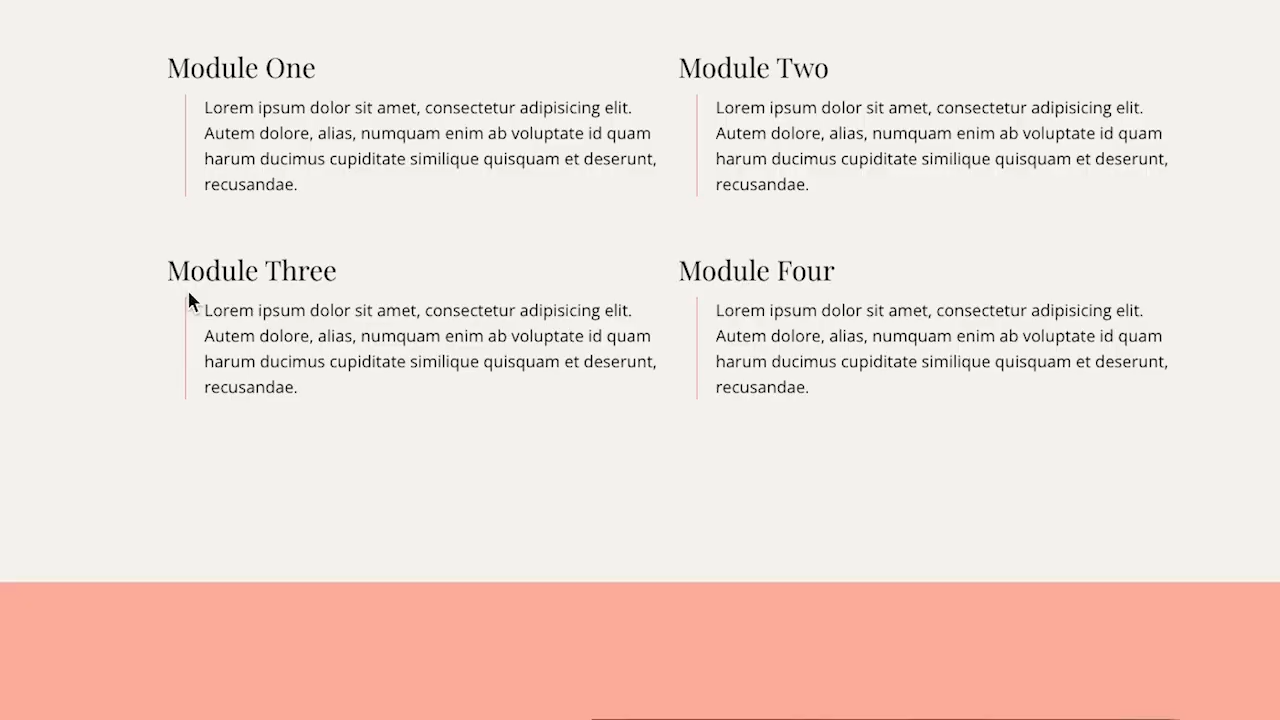 Module One
Lorem ipsum dolor sit amet, consectetur adipisicing elit.
Autem dolore, alias, numquam enim ab voluptate id quam
harum ducimus cupiditate similique quisquam et deserunt,
recusandae.
Module Two
Lorem ipsum dolor sit amet, consectetur adipisicing elit.
Autem dolore, alias, numquam enim ab voluptate id quam
harum ducimus cupiditate similique quisquam et deserunt,
recusandae.
Module Three
Lorem ipsum dolor sit amet, consectetur adipisicing elit.
Autem dolore, alias, numquam enim ab voluptate id quam
harum ducimus cupiditate similique quisquam et deserunt,
recusandae.
Module Four
Lorem ipsum dolor sit amet, consectetur adipisicing elit.
Autem dolore, alias, numquam enim ab voluptate id quam
harum ducimus cupiditate similique quisquam et deserunt,
recusandae.